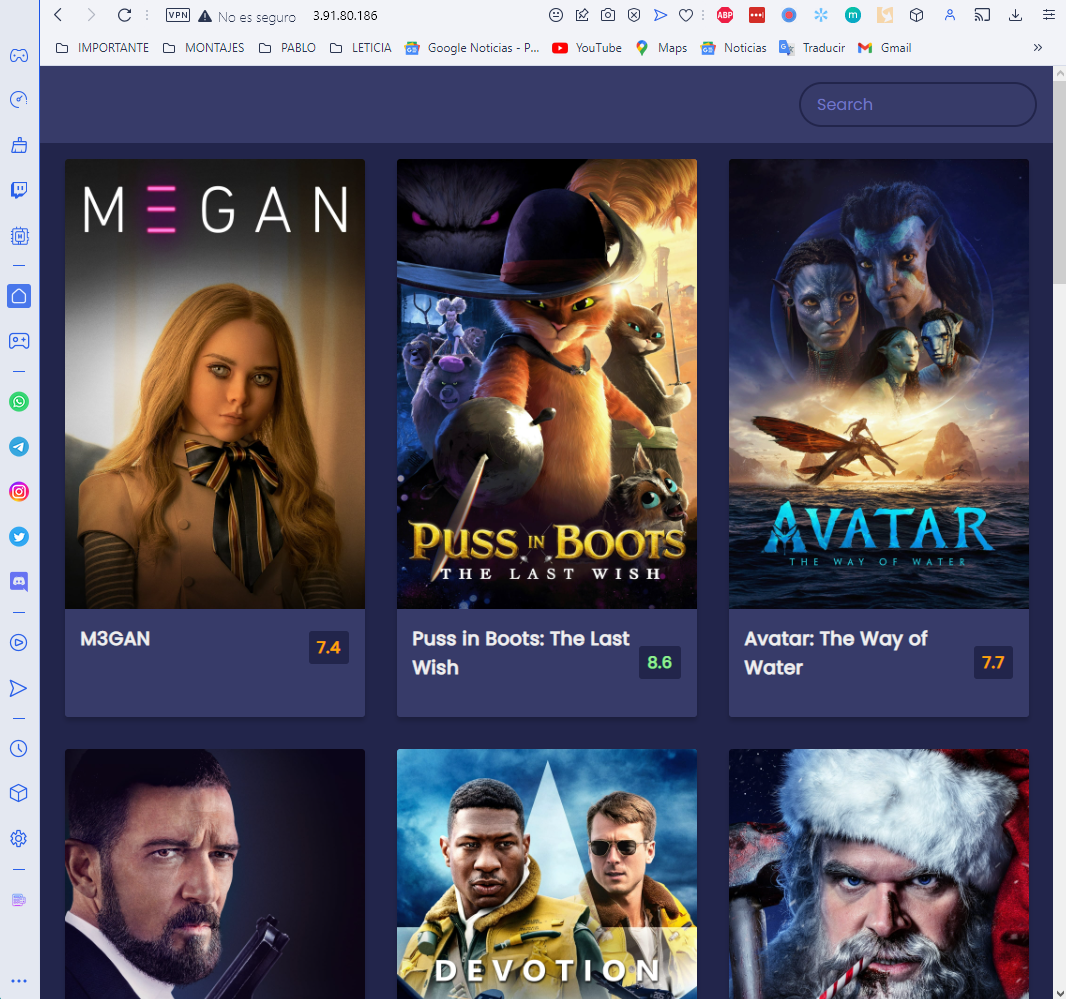 VPN No es seguro 3.91.80.186 ABP
IMPORTANTE MONTAJES PABLO LETICIA Google Noticias - P... YouTube Maps Noticias Traducir Gmail »
Search
M Ǝ G A N
PUSS IN BOOTS
THE LAST WISH
AVATAR
THE WAY OF WATER
M3GAN
7.4
Puss in Boots: The Last
Wish
8.6
Avatar: The Way of
Water
7.7
DEVOTION